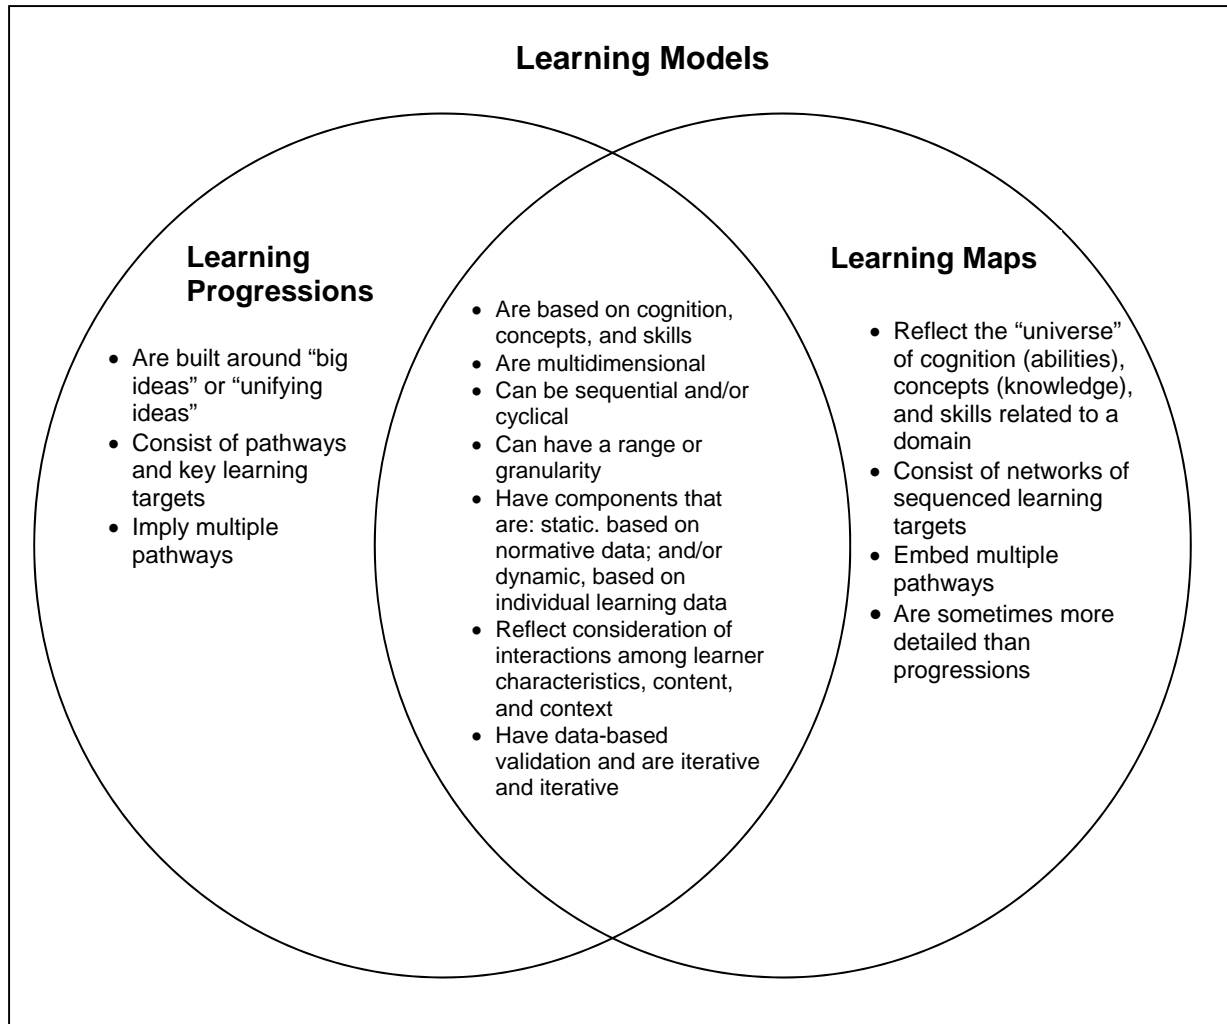 Learning Models
Learning
Progressions
• Are built around “big
ideas” or “unifying
ideas”
• Consist of pathways
and key learning
targets
• Imply multiple
pathways
• Are based on cognition,
concepts, and skills
• Are multidimensional
• Can be sequential and/or
cyclical
• Can have a range or
granularity
• Have components that
are: static. based on
normative data; and/or
dynamic, based on
individual learning data
• Reflect consideration of
interactions among learner
characteristics, content,
and context
• Have data-based
validation and are iterative
and iterative
Learning Maps
• Reflect the “universe”
of cognition (abilities),
concepts (knowledge),
and skills related to a
domain
• Consist of networks of
sequenced learning
targets
• Embed multiple
pathways
• Are sometimes more
detailed than
progressions